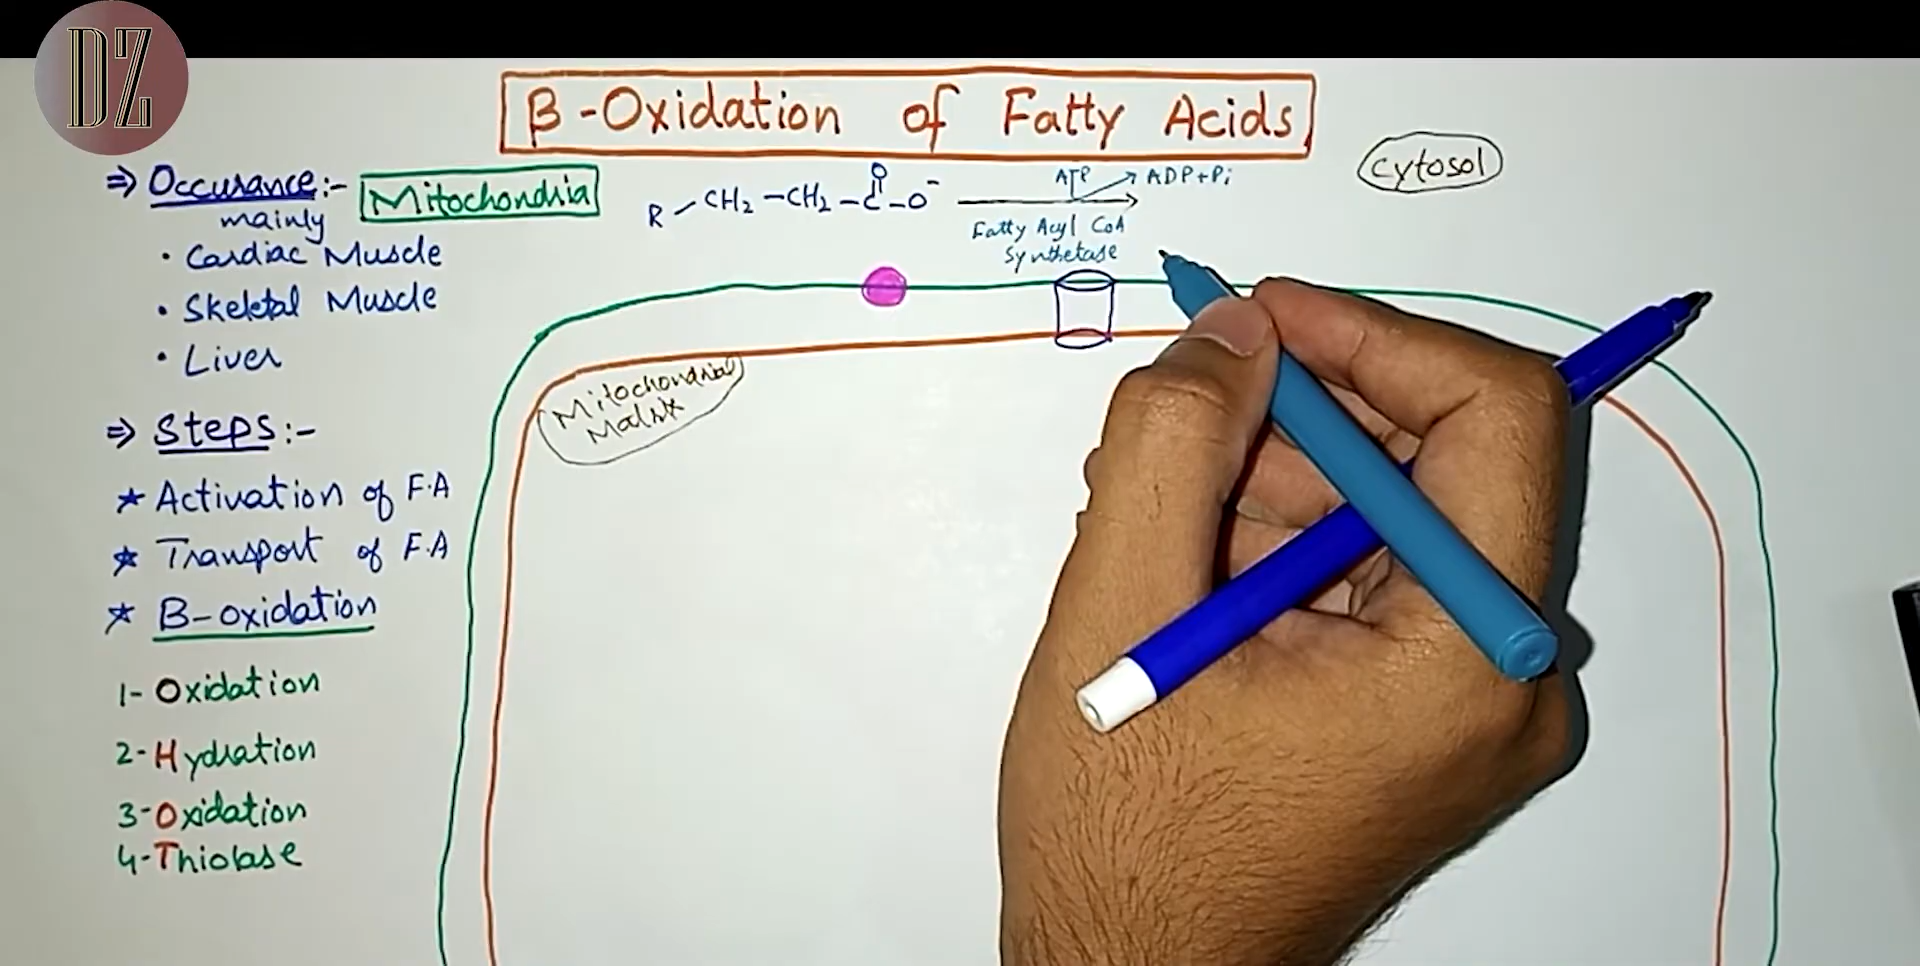 DZ
β-Oxidation of Fatty Acids
cytosol
⇒ Occurance:- Mitochondria
mainly
• Cardiac Muscle
• Skeletal Muscle
• Liver
R-CH₂-CH₂-C-O⁻
O
ATP → ADP+Pi
Fatty Acyl CoA
Synthetase
Mitochondrial
Matrix
⇒ Steps:-
★ Activation of F.A
★ Transport of F.A
★ B-oxidation
1- Oxidation
2- Hydration
3- Oxidation
4- Thiolase